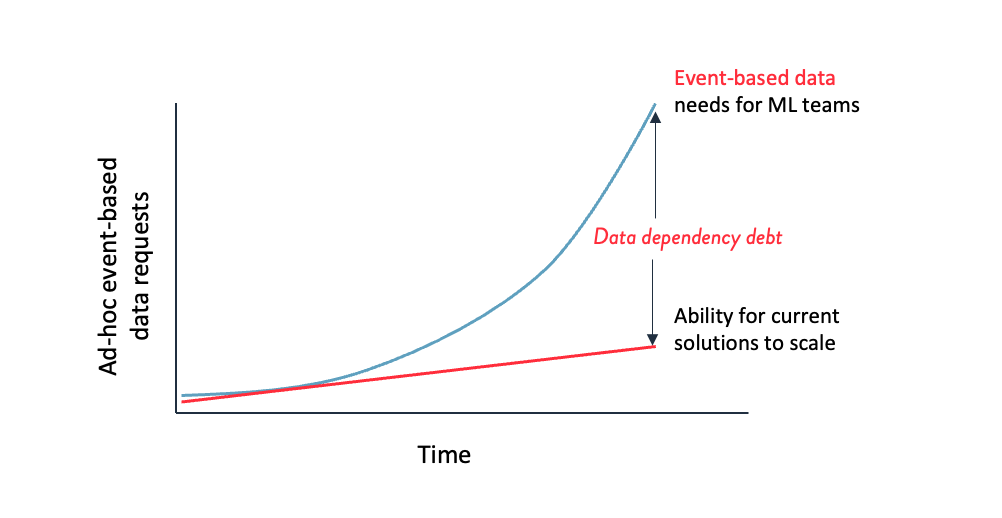 Event-based data
needs for ML teams
Ad-hoc event-based
data requests
Data dependency debt
Ability for current
solutions to scale
Time